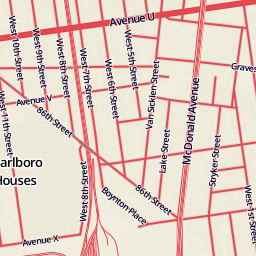 Avenue U
West 10th Street
West 9th Street
West 8th Street
West 7th Street
West 6th Street
West 5th Street
Van Sicklen Street
McDonald Avenue
Graves
Avenue V
86th Street
West 11th Street
Lake Street
Stryker Street
arlboro
Houses
West 8th Street
Boynton Place
86th Street
West 1st Street
Avenue X